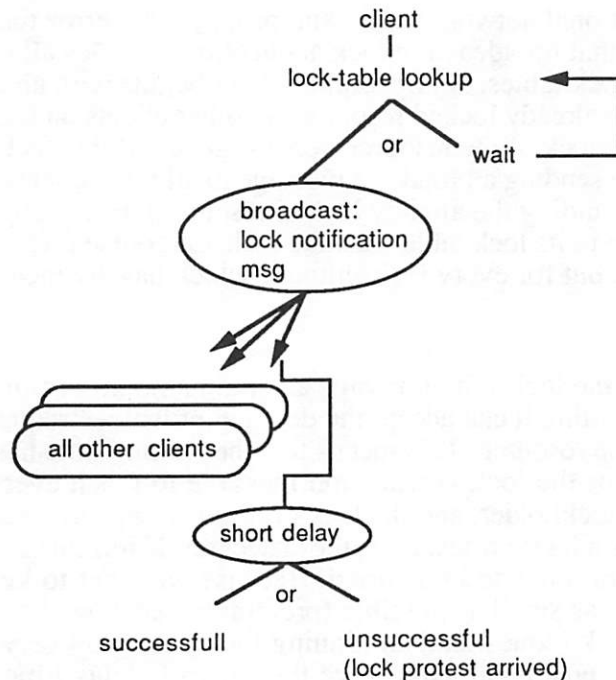 client
lock-table lookup
or
wait
broadcast:
lock notification
msg
all other clients
short delay
or
successfull
unsuccessful
(lock protest arrived)